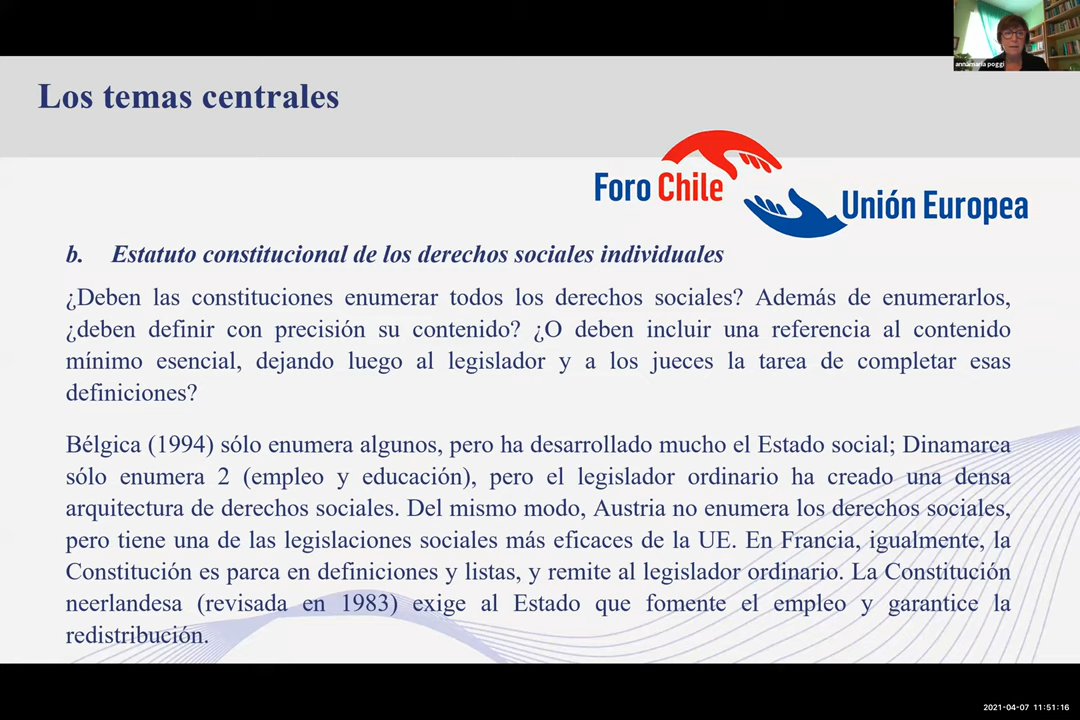 annamaria poggi
Los temas centrales
Foro Chile
Unión Europea
b. Estatuto constitucional de los derechos sociales individuales
¿Deben las constituciones enumerar todos los derechos sociales? Además de enumerarlos,
¿deben definir con precisión su contenido? ¿O deben incluir una referencia al contenido
mínimo esencial, dejando luego al legislador y a los jueces la tarea de completar esas
definiciones?
Bélgica (1994) sólo enumera algunos, pero ha desarrollado mucho el Estado social; Dinamarca
sólo enumera 2 (empleo y educación), pero el legislador ordinario ha creado una densa
arquitectura de derechos sociales. Del mismo modo, Austria no enumera los derechos sociales,
pero tiene una de las legislaciones sociales más eficaces de la UE. En Francia, igualmente, la
Constitución es parca en definiciones y listas, y remite al legislador ordinario. La Constitución
neerlandesa (revisada en 1983) exige al Estado que fomente el empleo y garantice la
redistribución.
2021-04-07 11:51:16